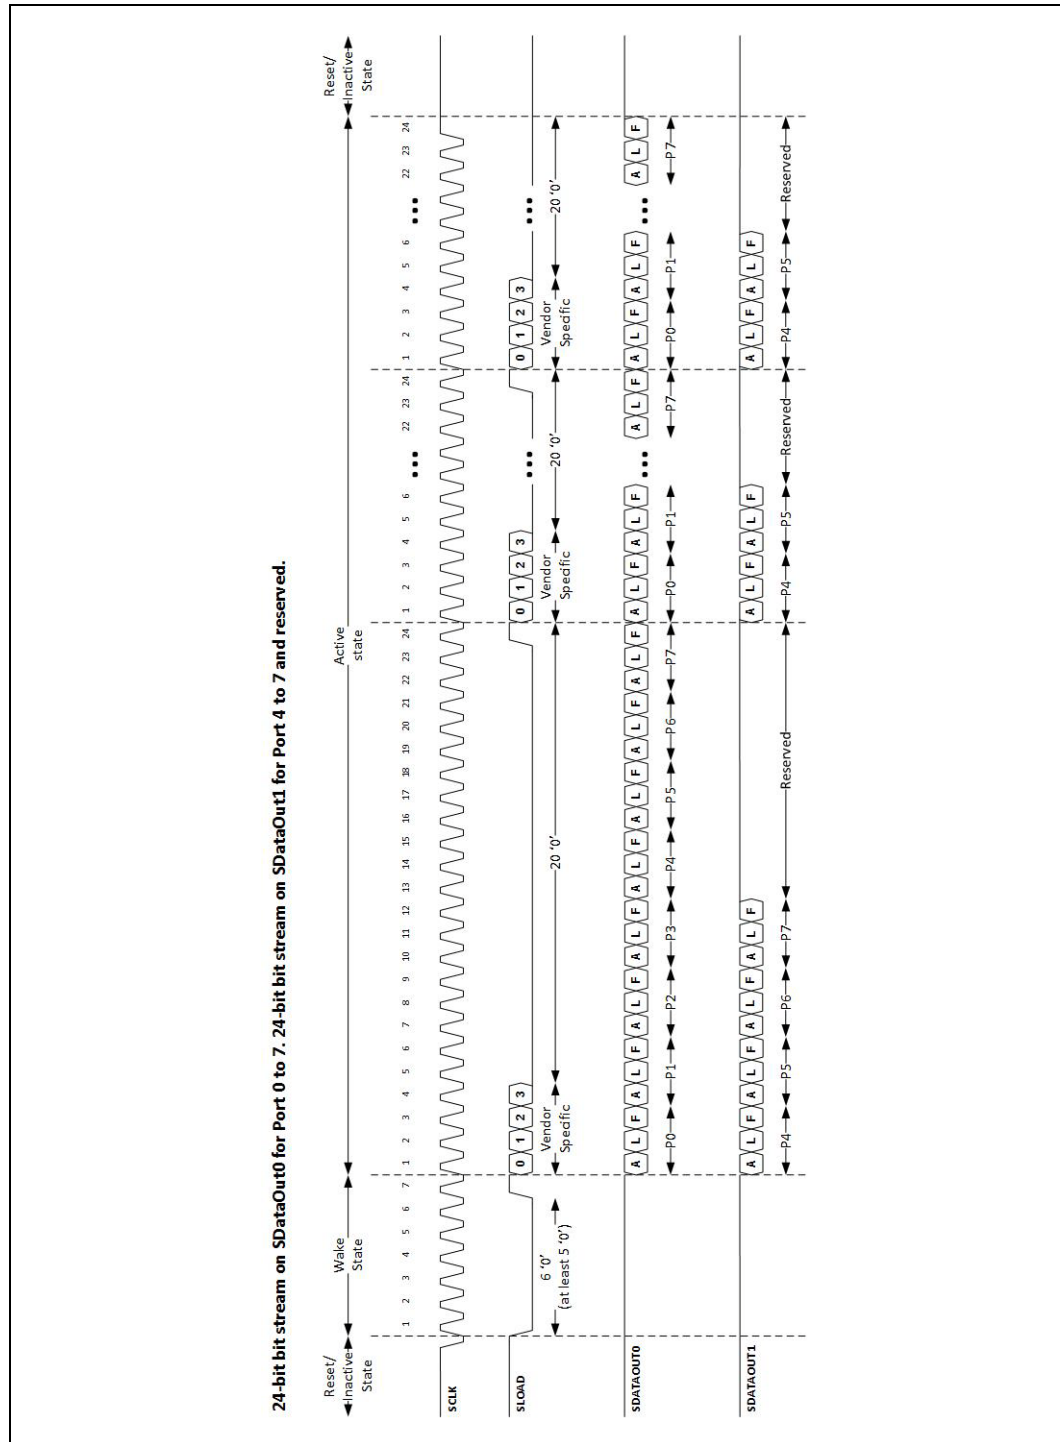 24-bit bit stream on SDataOut0 for Port 0 to 7. 24-bit bit stream on SDataOut1 for Port 4 to 7 and reserved.
Reset/
Inactive
State
Wake
State
Active
state
Reset/
Inactive
State
1 2 3 4 5 6 7
1 2 3 4 5 6 7 8 9 10 11 12 13 14 15 16 17 18 19 20 21 22 23 24
1 2 3 4 5 6 ••• 22 23 24
1 2 3 4 5 6 ••• 22 23 24
SCLK
SLOAD
0 1 2 3
0 1 2 3 •••
0 1 2 3 •••
6 ‘0’
(at least 5 ‘0’)
Vendor
Specific
20 ‘0’
Vendor
Specific
20 ‘0’
Vendor
Specific
20 ‘0’
SDATAOUT0
A L F A L F A L F A L F A L F A L F A L F A L F
A L F A L F ••• A L F
A L F A L F ••• A L F
P0 P1 P2 P3 P4 P5 P6 P7
P0 P1 P7
P0 P1 P7
SDATAOUT1
A L F A L F A L F A L F
A L F A L F
A L F A L F
P4 P5 P6 P7 Reserved
P4 P5 Reserved
P4 P5 Reserved